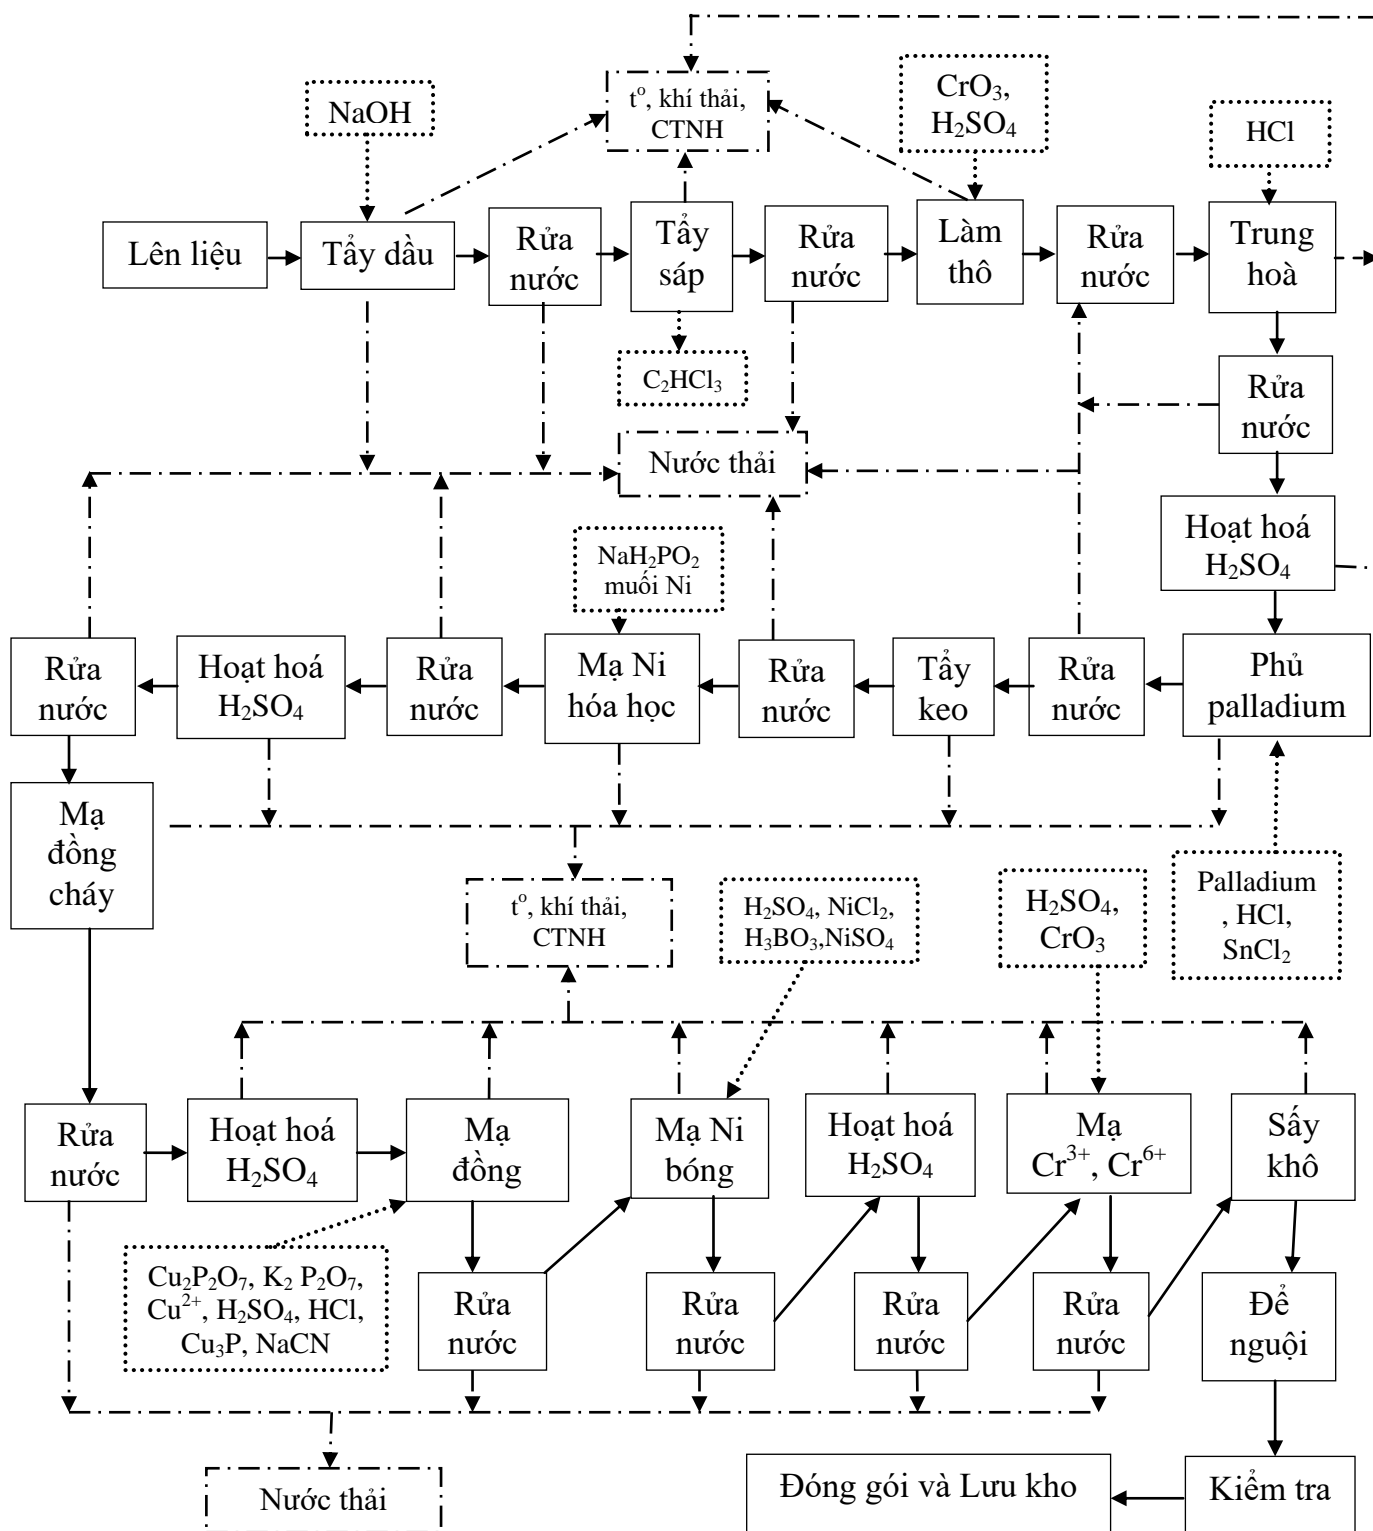 NaOH
tº, khí thải,
CTNH
CrO₃,
H₂SO₄
HCl
Lên liệu
Tẩy dầu
Rửa
nước
Tẩy
sáp
Rửa
nước
Làm
thô
Rửa
nước
Trung
hoà
C₂HCl₃
Rửa
nước
Nước thải
Hoạt hoá
H₂SO₄
NaH₂PO₂
muối Ni
Rửa
nước
Hoạt hoá
H₂SO₄
Rửa
nước
Mạ Ni
hóa học
Rửa
nước
Tẩy
keo
Rửa
nước
Phủ
palladium
Mạ
đồng
cháy
tº, khí thải,
CTNH
H₂SO₄, NiCl₂,
H₃BO₃,NiSO₄
H₂SO₄,
CrO₃
Palladium
, HCl,
SnCl₂
Rửa
nước
Hoạt hoá
H₂SO₄
Mạ
đồng
Mạ Ni
bóng
Hoạt hoá
H₂SO₄
Mạ
Cr³⁺, Cr⁶⁺
Sấy
khô
Cu₂P₂O₇, K₂ P₂O₇,
Cu²⁺, H₂SO₄, HCl,
Cu₃P, NaCN
Rửa
nước
Rửa
nước
Rửa
nước
Rửa
nước
Để
nguội
Nước thải
Đóng gói và Lưu kho
Kiểm tra